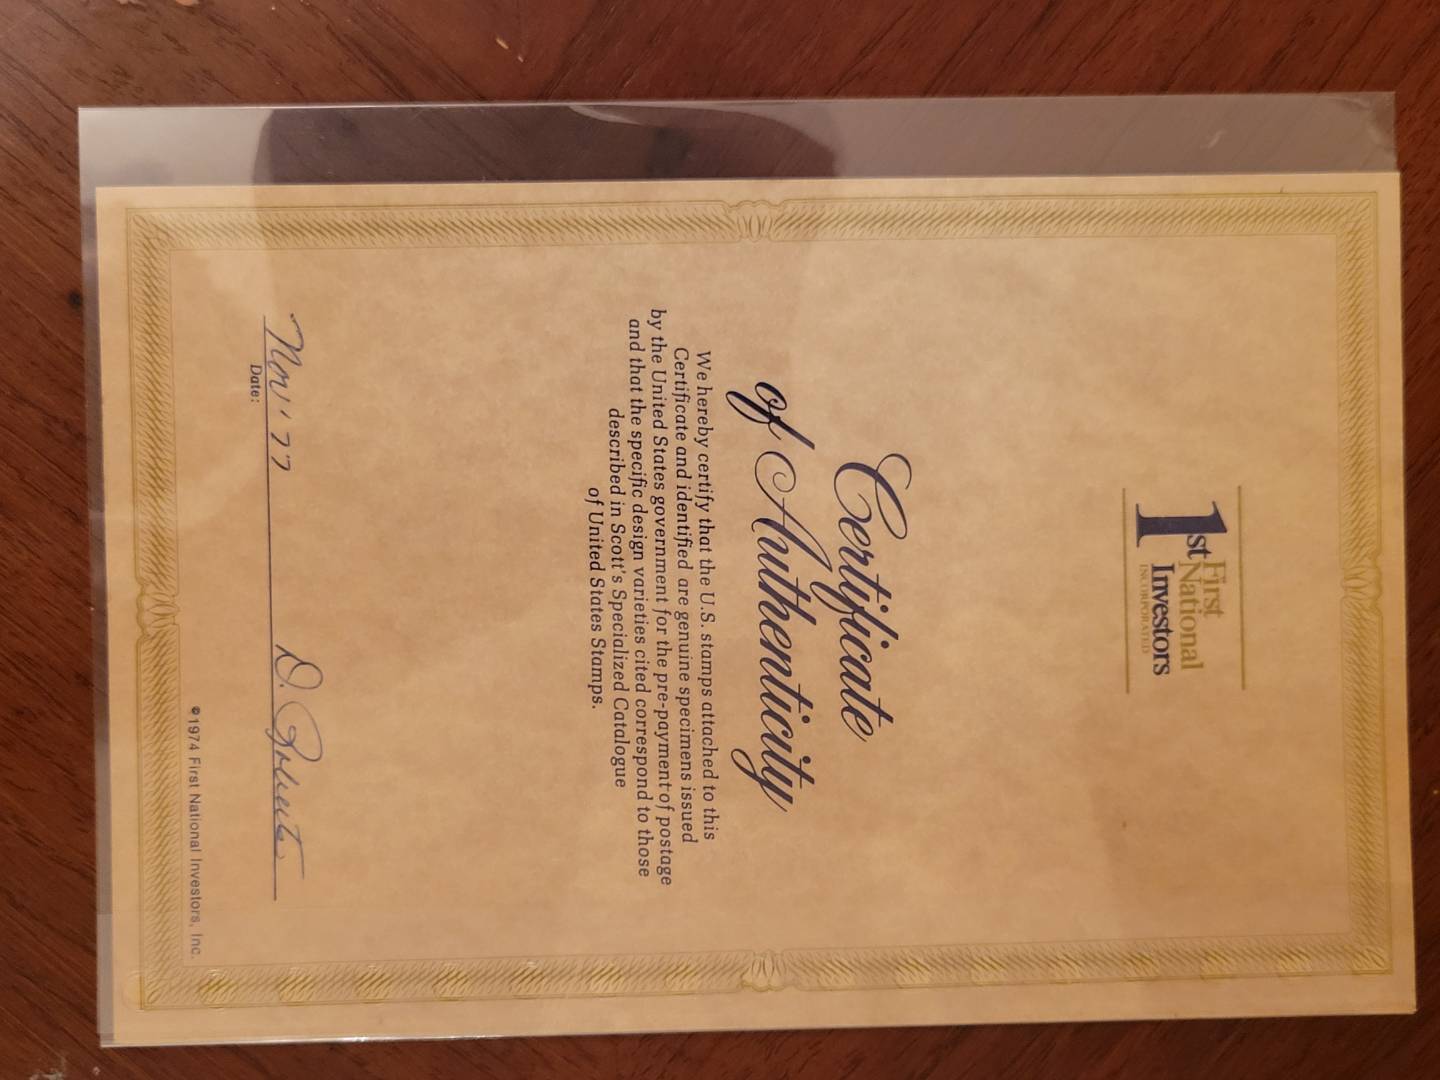 1st First
National
Investors
INCORPORATED
Certificate
of Authenticity
We hereby certify that the U.S. stamps attached to this
Certificate and identified are genuine specimens issued
by the United States government for the pre-payment of postage
and that the specific design varieties cited correspond to those
described in Scott's Specialized Catalogue
of United States Stamps.
Nov '77 D.
Date:
©1974 First National Investors, Inc.